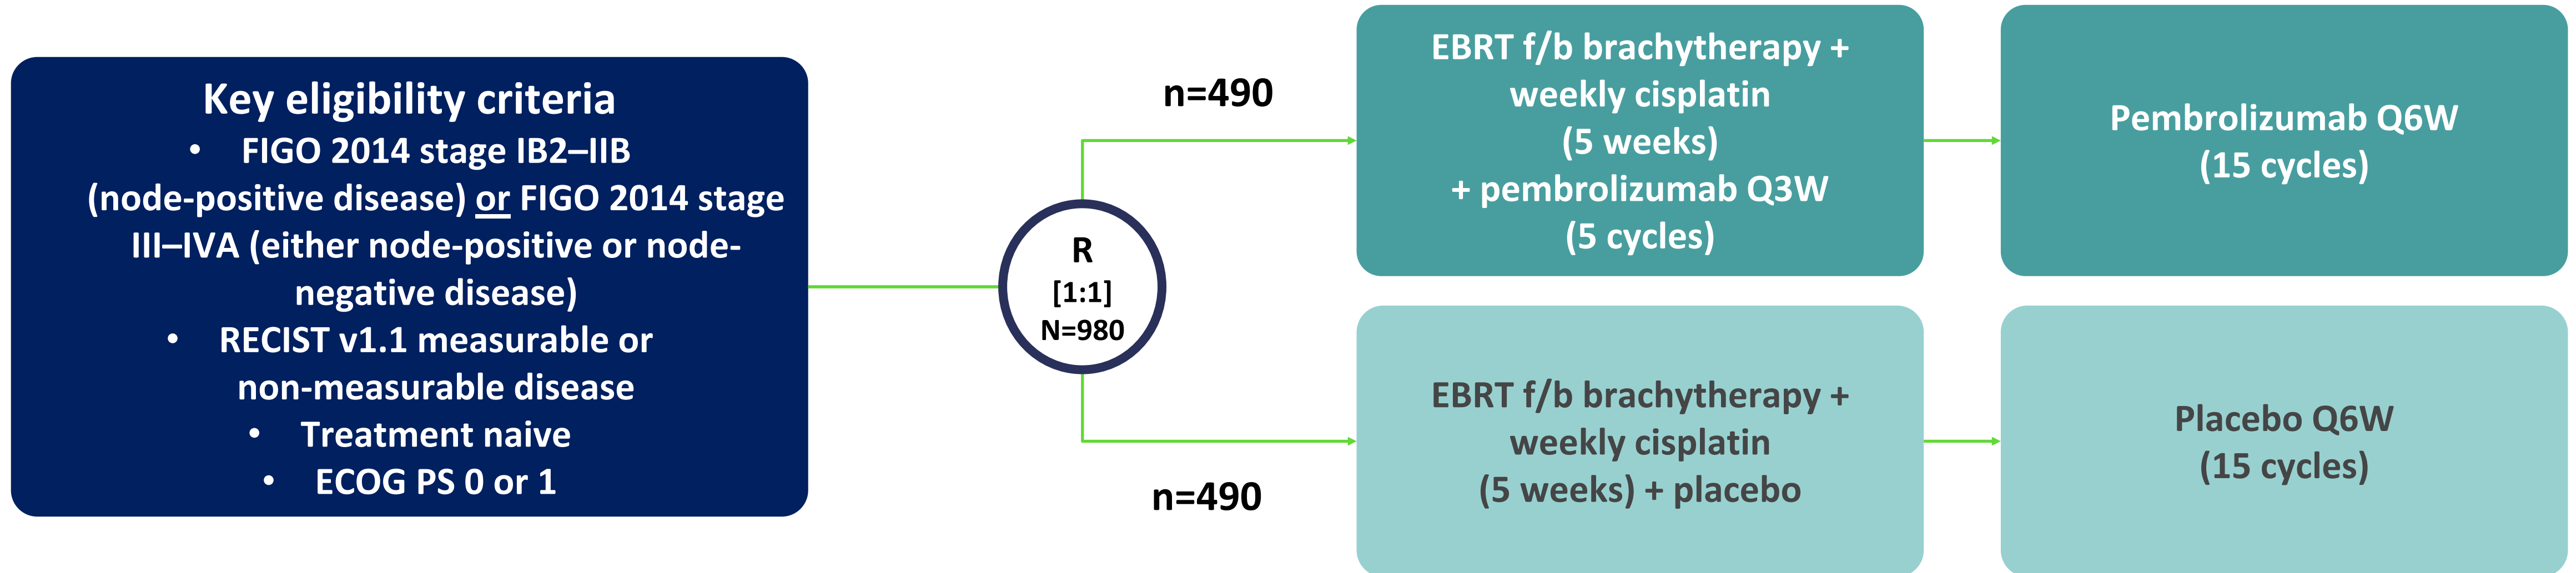 Key eligibility criteria
• FIGO 2014 stage IB2–IIB
(node-positive disease) or FIGO 2014 stage
III–IVA (either node-positive or node-
negative disease)
• RECIST v1.1 measurable or
non-measurable disease
• Treatment naive
• ECOG PS 0 or 1
R
[1:1]
N=980
n=490
EBRT f/b brachytherapy +
weekly cisplatin
(5 weeks)
+ pembrolizumab Q3W
(5 cycles)
Pembrolizumab Q6W
(15 cycles)
n=490
EBRT f/b brachytherapy +
weekly cisplatin
(5 weeks) + placebo
Placebo Q6W
(15 cycles)